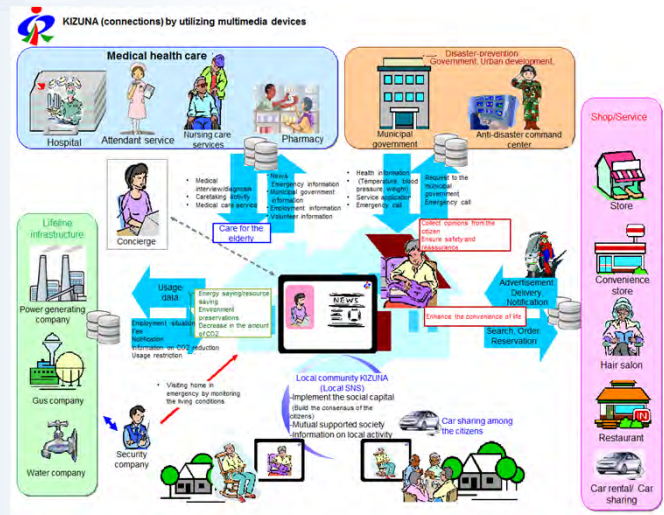 KIZUNA (connections) by utilizing multimedia devices
Medical health care
Hospital
Attendant service
Nursing care
services
Pharmacy
Disaster-prevention
Government. Urban development.
Municipal
government
Anti-disaster command
center
Shop/Service
Store
Convenience
store
Hair salon
Restaurant
Car rental/ Car
sharing
Concierge
• Medical
interview/diagnosis
• Caretaking activity
• Medical care service
Care for the
elderly
• News
Emergency information
• Municipal government
information
• Employment information
• Volunteer information
• Health information
(Temperature, blood
pressure, weight)
• Service application
• Emergency call
Request to the
municipal
government
Emergency call
Collect opinions from the
citizen
Ensure safety and
reassurance
Advertisement
Delivery,
Notification
Enhance the convenience of life
Search, Order
Reservation
Lifeline
infrastructure
Power generating
company
Gus company
Water company
Usage
data
Energy saying/resource
saving
Environment
preservations
Decrease in the amount
of CO2
Employment situation
Fee
Notification
Information on CO2 reduction
Usage restriction
• Visiting home in
emergency by monitoring
the living conditions
Security
company
NEWS
Local community KIZUNA
(Local SNS)
-Implement the social capital
(Build the consensus of the
citizens)
-Mutual supported society
-Information on local activity
Car sharing among
the citizens